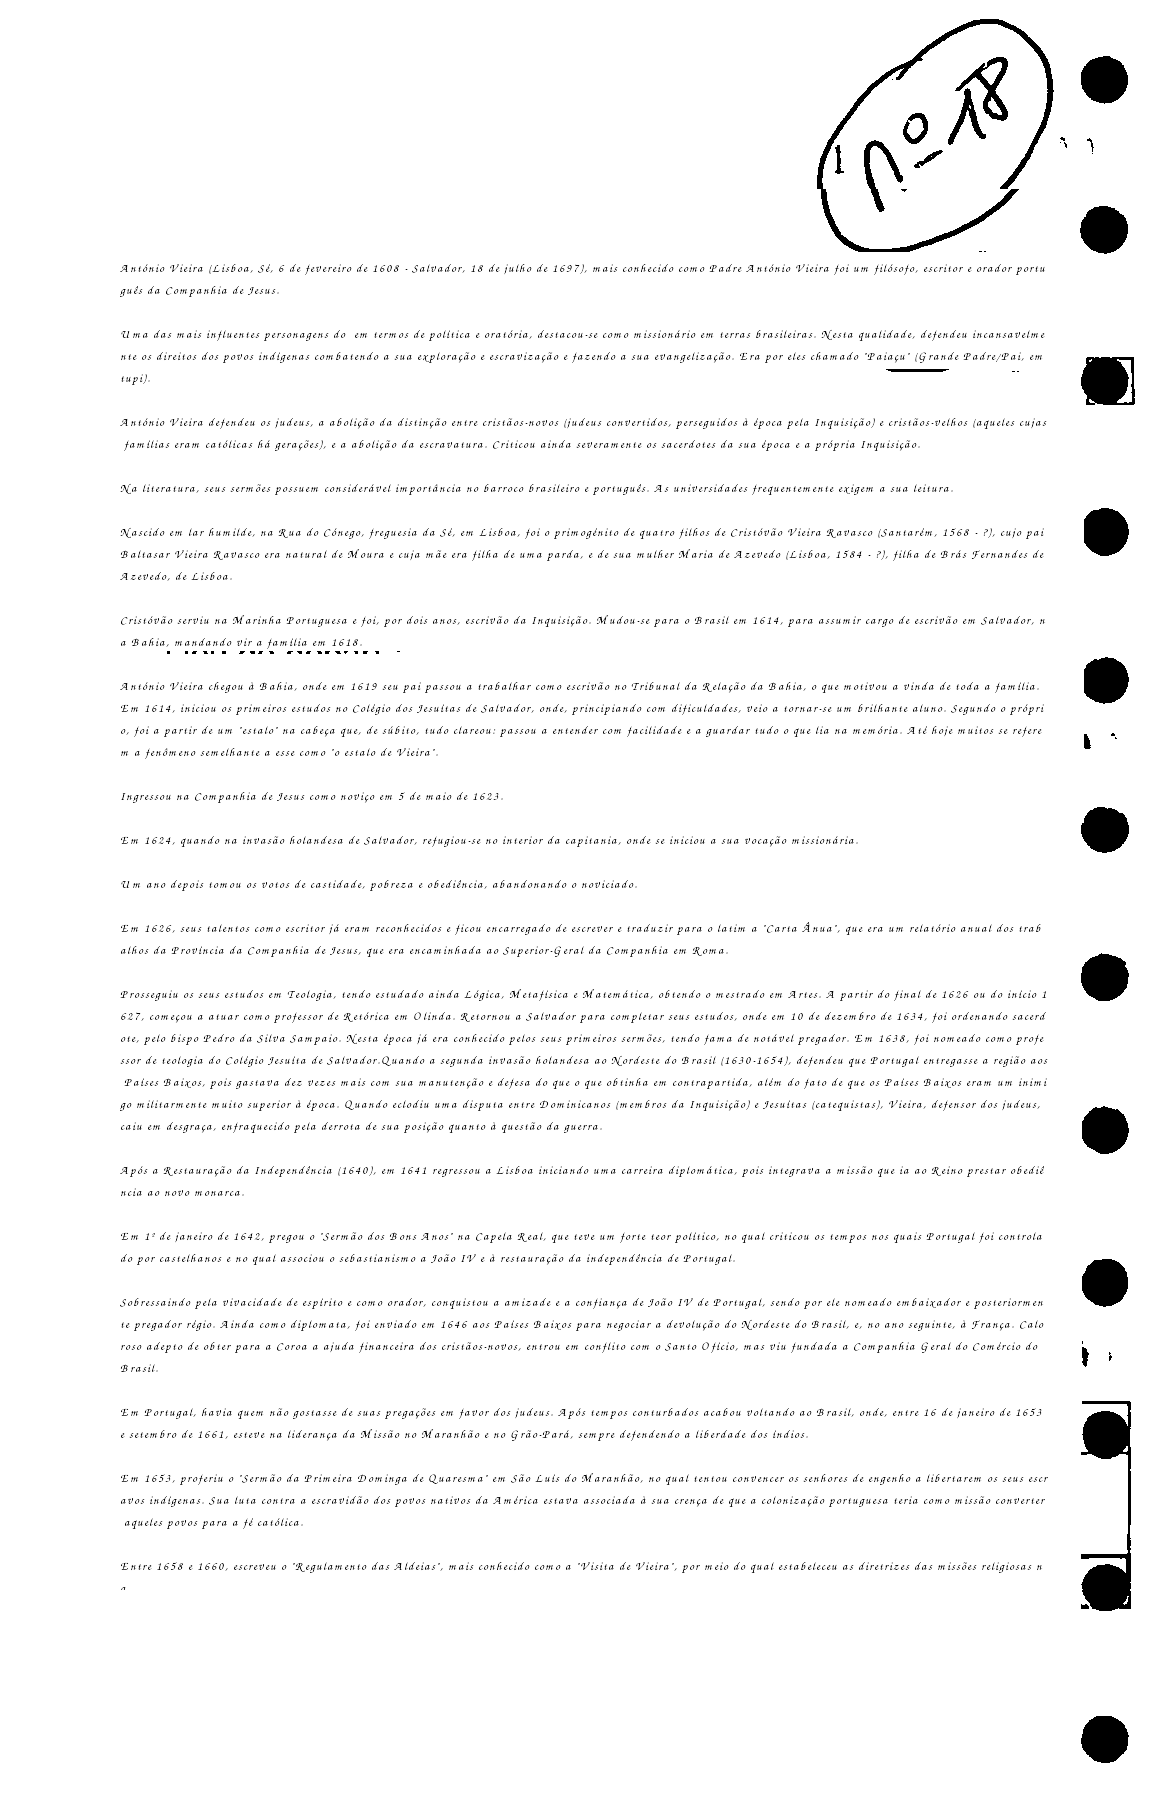 nº 18
António Vieira (Lisboa, Sé, 6 de fevereiro de 1608 - Salvador, 18 de julho de 1697), mais conhecido como Padre António Vieira foi um filósofo, escritor e orador portu
guês da Companhia de Jesus.
Uma das mais influentes personagens do  em termos de política e oratória, destacou-se como missionário em terras brasileiras. Nesta qualidade, defendeu incansavelme
nte os direitos dos povos indígenas combatendo a sua exploração e escravização e fazendo a sua evangelização. Era por eles chamado "Paiaçu" (Grande Padre/Pai, em
tupi).
António Vieira defendeu os judeus, a abolição da distinção entre cristãos-novos (judeus convertidos, perseguidos à época pela Inquisição) e cristãos-velhos (aqueles cujas
famílias eram católicas há gerações), e a abolição da escravatura. Criticou ainda severamente os sacerdotes da sua época e a própria Inquisição.
Na literatura, seus sermões possuem considerável importância no barroco brasileiro e português. As universidades frequentemente exigem a sua leitura.
Nascido em lar humilde, na Rua do Cónego, freguesia da Sé, em Lisboa, foi o primogénito de quatro filhos de Cristóvão Vieira Ravasco (Santarém, 1568 - ?), cujo pai
Baltasar Vieira Ravasco era natural de Moura e cuja mãe era filha de uma parda, e de sua mulher Maria de Azevedo (Lisboa, 1584 - ?), filha de Brás Fernandes de
Azevedo, de Lisboa.
Cristóvão serviu na Marinha Portuguesa e foi, por dois anos, escrivão da Inquisição. Mudou-se para o Brasil em 1614, para assumir cargo de escrivão em Salvador, n
a Bahia, mandando vir a família em 1618.
António Vieira chegou à Bahia, onde em 1619 seu pai passou a trabalhar como escrivão no Tribunal da Relação da Bahia, o que motivou a vinda de toda a família.
Em 1614, iniciou os primeiros estudos no Colégio dos Jesuítas de Salvador, onde, principiando com dificuldades, veio a tornar-se um brilhante aluno. Segundo o própri
o, foi a partir de um "estalo" na cabeça que, de súbito, tudo clareou: passou a entender com facilidade e a guardar tudo o que lia na memória. Até hoje muitos se refere
m a fenómeno semelhante a esse como "o estalo de Vieira".
Ingressou na Companhia de Jesus como noviço em 5 de maio de 1623.
Em 1624, quando na invasão holandesa de Salvador, refugiou-se no interior da capitania, onde se iniciou a sua vocação missionária.
Um ano depois tomou os votos de castidade, pobreza e obediência, abandonando o noviciado.
Em 1626, seus talentos como escritor já eram reconhecidos e ficou encarregado de escrever e traduzir para o latim a "Carta Ânua", que era um relatório anual dos trab
alhos da Província da Companhia de Jesus, que era encaminhada ao Superior-Geral da Companhia em Roma.
Prosseguiu os seus estudos em Teologia, tendo estudado ainda Lógica, Metafísica e Matemática, obtendo o mestrado em Artes. A partir do final de 1626 ou do início 1
627, começou a atuar como professor de Retórica em Olinda. Retornou a Salvador para completar seus estudos, onde em 10 de dezembro de 1634, foi ordenando sacerd
ote, pelo bispo Pedro da Silva Sampaio. Nesta época já era conhecido pelos seus primeiros sermões, tendo fama de notável pregador. Em 1638, foi nomeado como profe
ssor de teologia do Colégio Jesuíta de Salvador.Quando a segunda invasão holandesa ao Nordeste do Brasil (1630-1654), defendeu que Portugal entregasse a região aos
Países Baixos, pois gastava dez vezes mais com sua manutenção e defesa do que o que obtinha em contrapartida, além do fato de que os Países Baixos eram um inimi
go militarmente muito superior à época. Quando eclodiu uma disputa entre Dominicanos (membros da Inquisição) e Jesuítas (catequistas), Vieira, defensor dos judeus,
caiu em desgraça, enfraquecido pela derrota de sua posição quanto à questão da guerra.
Após a Restauração da Independência (1640), em 1641 regressou a Lisboa iniciando uma carreira diplomática, pois integrava a missão que ia ao Reino prestar obediê
ncia ao novo monarca.
Em 1º de janeiro de 1642, pregou o "Sermão dos Bons Anos" na Capela Real, que teve um forte teor político, no qual criticou os tempos nos quais Portugal foi controla
do por castelhanos e no qual associou o sebastianismo a João IV e à restauração da independência de Portugal.
Sobressaindo pela vivacidade de espírito e como orador, conquistou a amizade e a confiança de João IV de Portugal, sendo por ele nomeado embaixador e posteriormen
te pregador régio. Ainda como diplomata, foi enviado em 1646 aos Países Baixos para negociar a devolução do Nordeste do Brasil, e, no ano seguinte, à França. Calo
roso adepto de obter para a Coroa a ajuda financeira dos cristãos-novos, entrou em conflito com o Santo Ofício, mas viu fundada a Companhia Geral do Comércio do
Brasil.
Em Portugal, havia quem não gostasse de suas pregações em favor dos judeus. Após tempos conturbados acabou voltando ao Brasil, onde, entre 16 de janeiro de 1653
e setembro de 1661, esteve na liderança da Missão no Maranhão e no Grão-Pará, sempre defendendo a liberdade dos índios.
Em 1653, proferiu o "Sermão da Primeira Dominga de Quaresma" em São Luís do Maranhão, no qual tentou convencer os senhores de engenho a libertarem os seus escr
avos indígenas. Sua luta contra a escravidão dos povos nativos da América estava associada à sua crença de que a colonização portuguesa teria como missão converter
aqueles povos para a fé católica.
Entre 1658 e 1660, escreveu o "Regulamento das Aldeias", mais conhecido como a "Visita de Vieira", por meio do qual estabeleceu as diretrizes das missões religiosas n